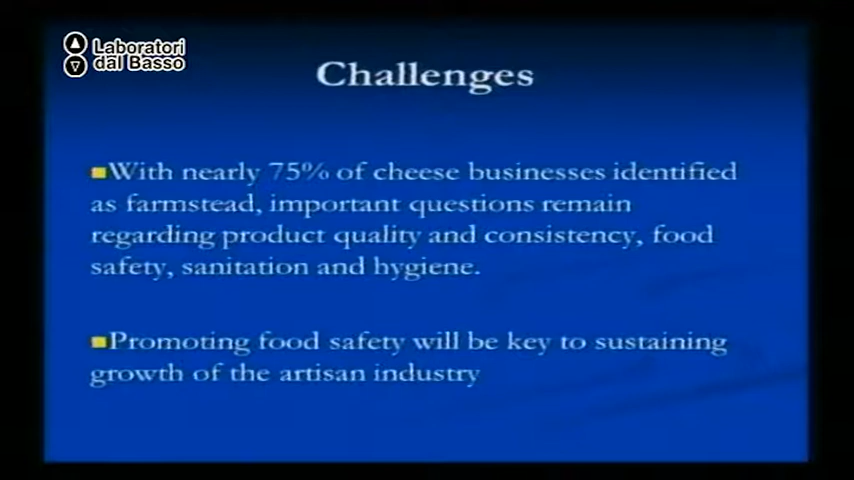 Laboratori
dal Basso
Challenges
With nearly 75% of cheese businesses identified
as farmstead, important questions remain
regarding product quality and consistency, food
safety, sanitation and hygiene.
Promoting food safety will be key to sustaining
growth of the artisan industry